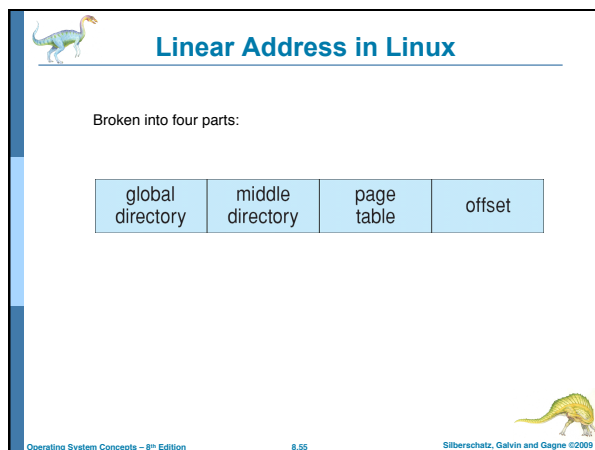 Linear Address in Linux
Broken into four parts:
global directory
middle directory
page table
offset
Operating System Concepts – 8th Edition
8.55
Silberschatz, Galvin and Gagne ©2009